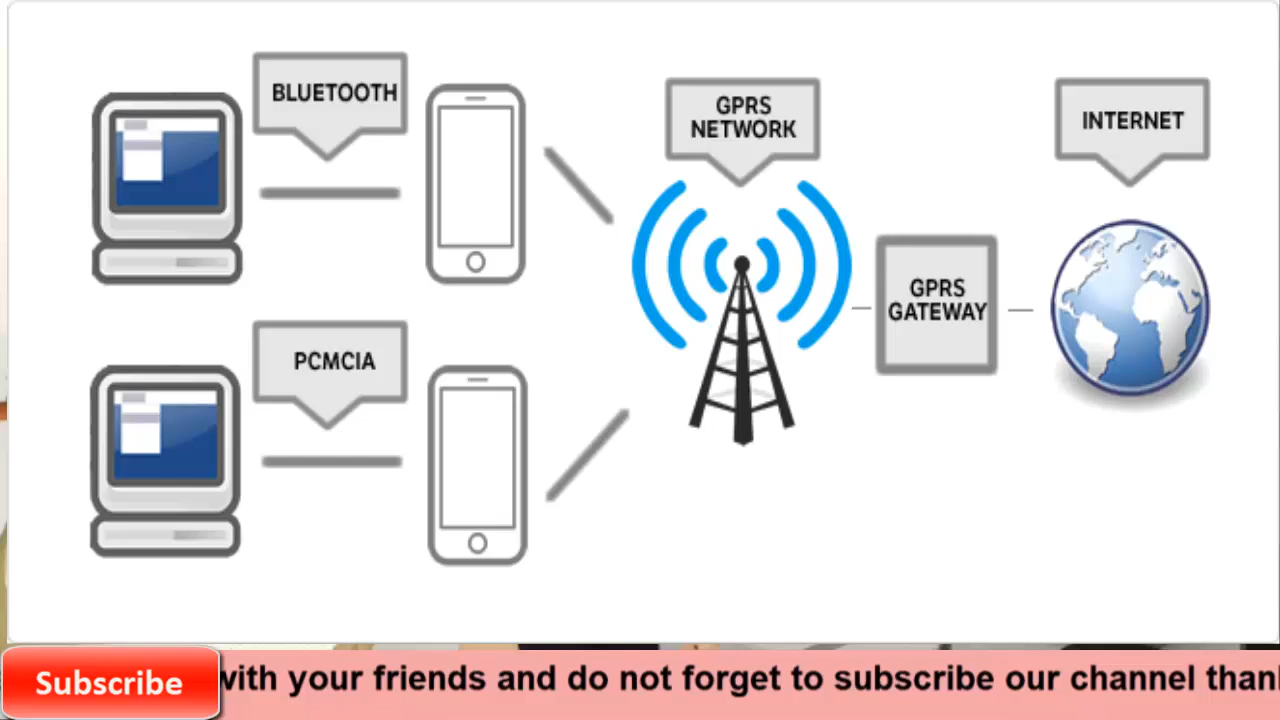 BLUETOOTH
GPRS
NETWORK
INTERNET
GPRS
GATEWAY
PCMCIA
Subscribe
with your friends and do not forget to subscribe our channel